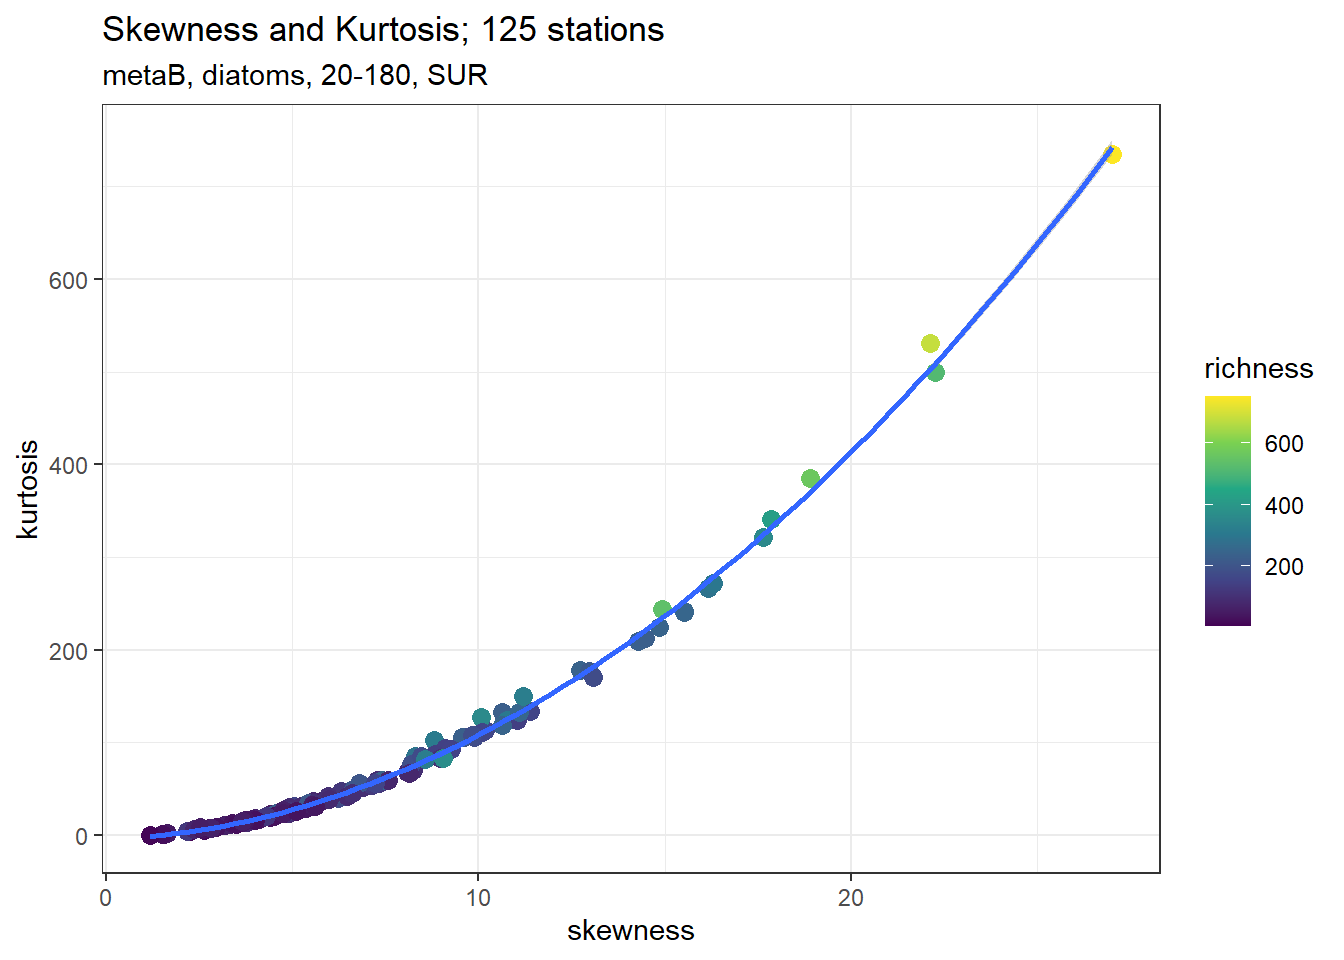 Skewness and Kurtosis; 125 stations
metaB, diatoms, 20-180, SUR
kurtosis
600
400
200
0
0 10 20
skewness
richness
600
400
200